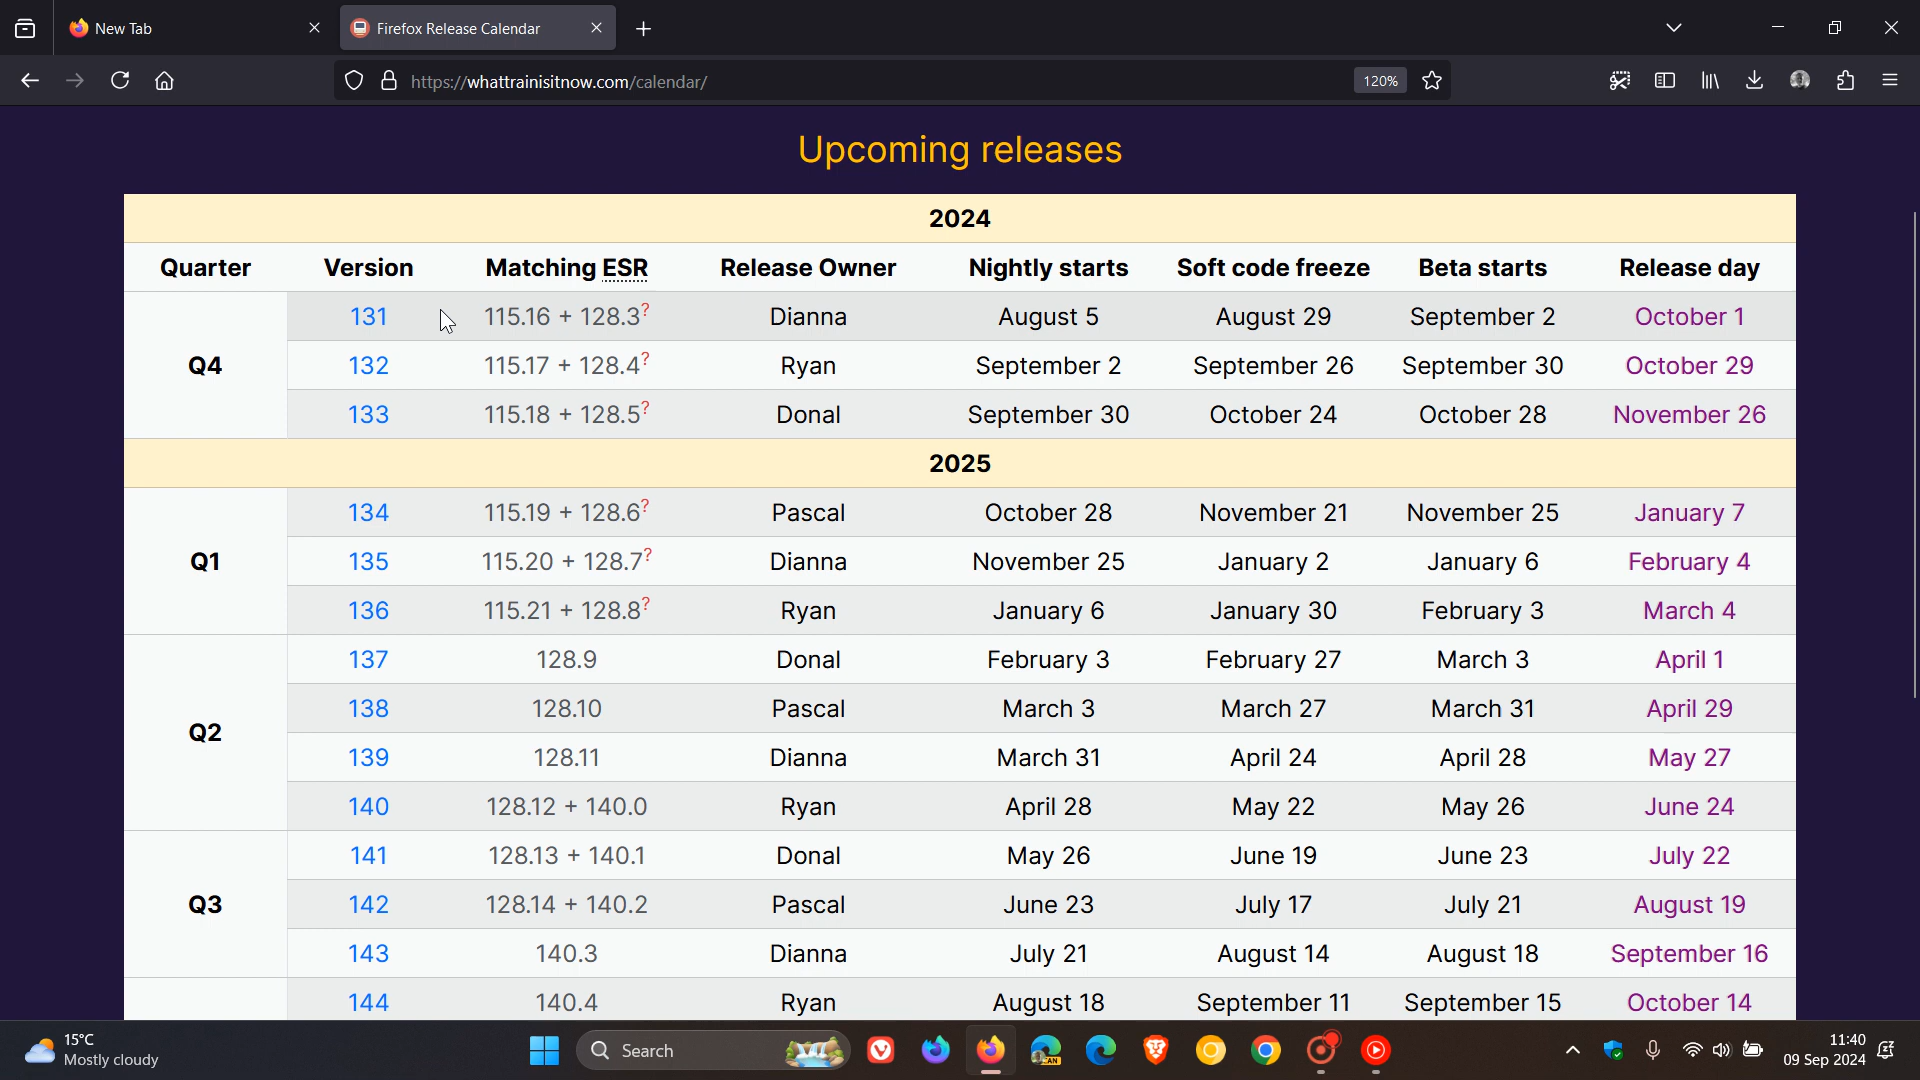 New Tab
Firefox Release Calendar
https://whattrainisitnow.com/calendar/
120%
Upcoming releases
2024
Quarter Version Matching ESR Release Owner Nightly starts Soft code freeze Beta starts Release day
131 115.16 + 128.3? Dianna August 5 August 29 September 2 October 1
Q4 132 115.17 + 128.4? Ryan September 2 September 26 September 30 October 29
133 115.18 + 128.5? Donal September 30 October 24 October 28 November 26
2025
134 115.19 + 128.6? Pascal October 28 November 21 November 25 January 7
Q1 135 115.20 + 128.7? Dianna November 25 January 2 January 6 February 4
136 115.21 + 128.8? Ryan January 6 January 30 February 3 March 4
137 128.9 Donal February 3 February 27 March 3 April 1
138 128.10 Pascal March 3 March 27 March 31 April 29
Q2
139 128.11 Dianna March 31 April 24 April 28 May 27
140 128.12 + 140.0 Ryan April 28 May 22 May 26 June 24
141 128.13 + 140.1 Donal May 26 June 19 June 23 July 22
Q3 142 128.14 + 140.2 Pascal June 23 July 17 July 21 August 19
143 140.3 Dianna July 21 August 14 August 18 September 16
144 140.4 Ryan August 18 September 11 September 15 October 14
15°C
Mostly cloudy
Search
CAN
11:40
09 Sep 2024